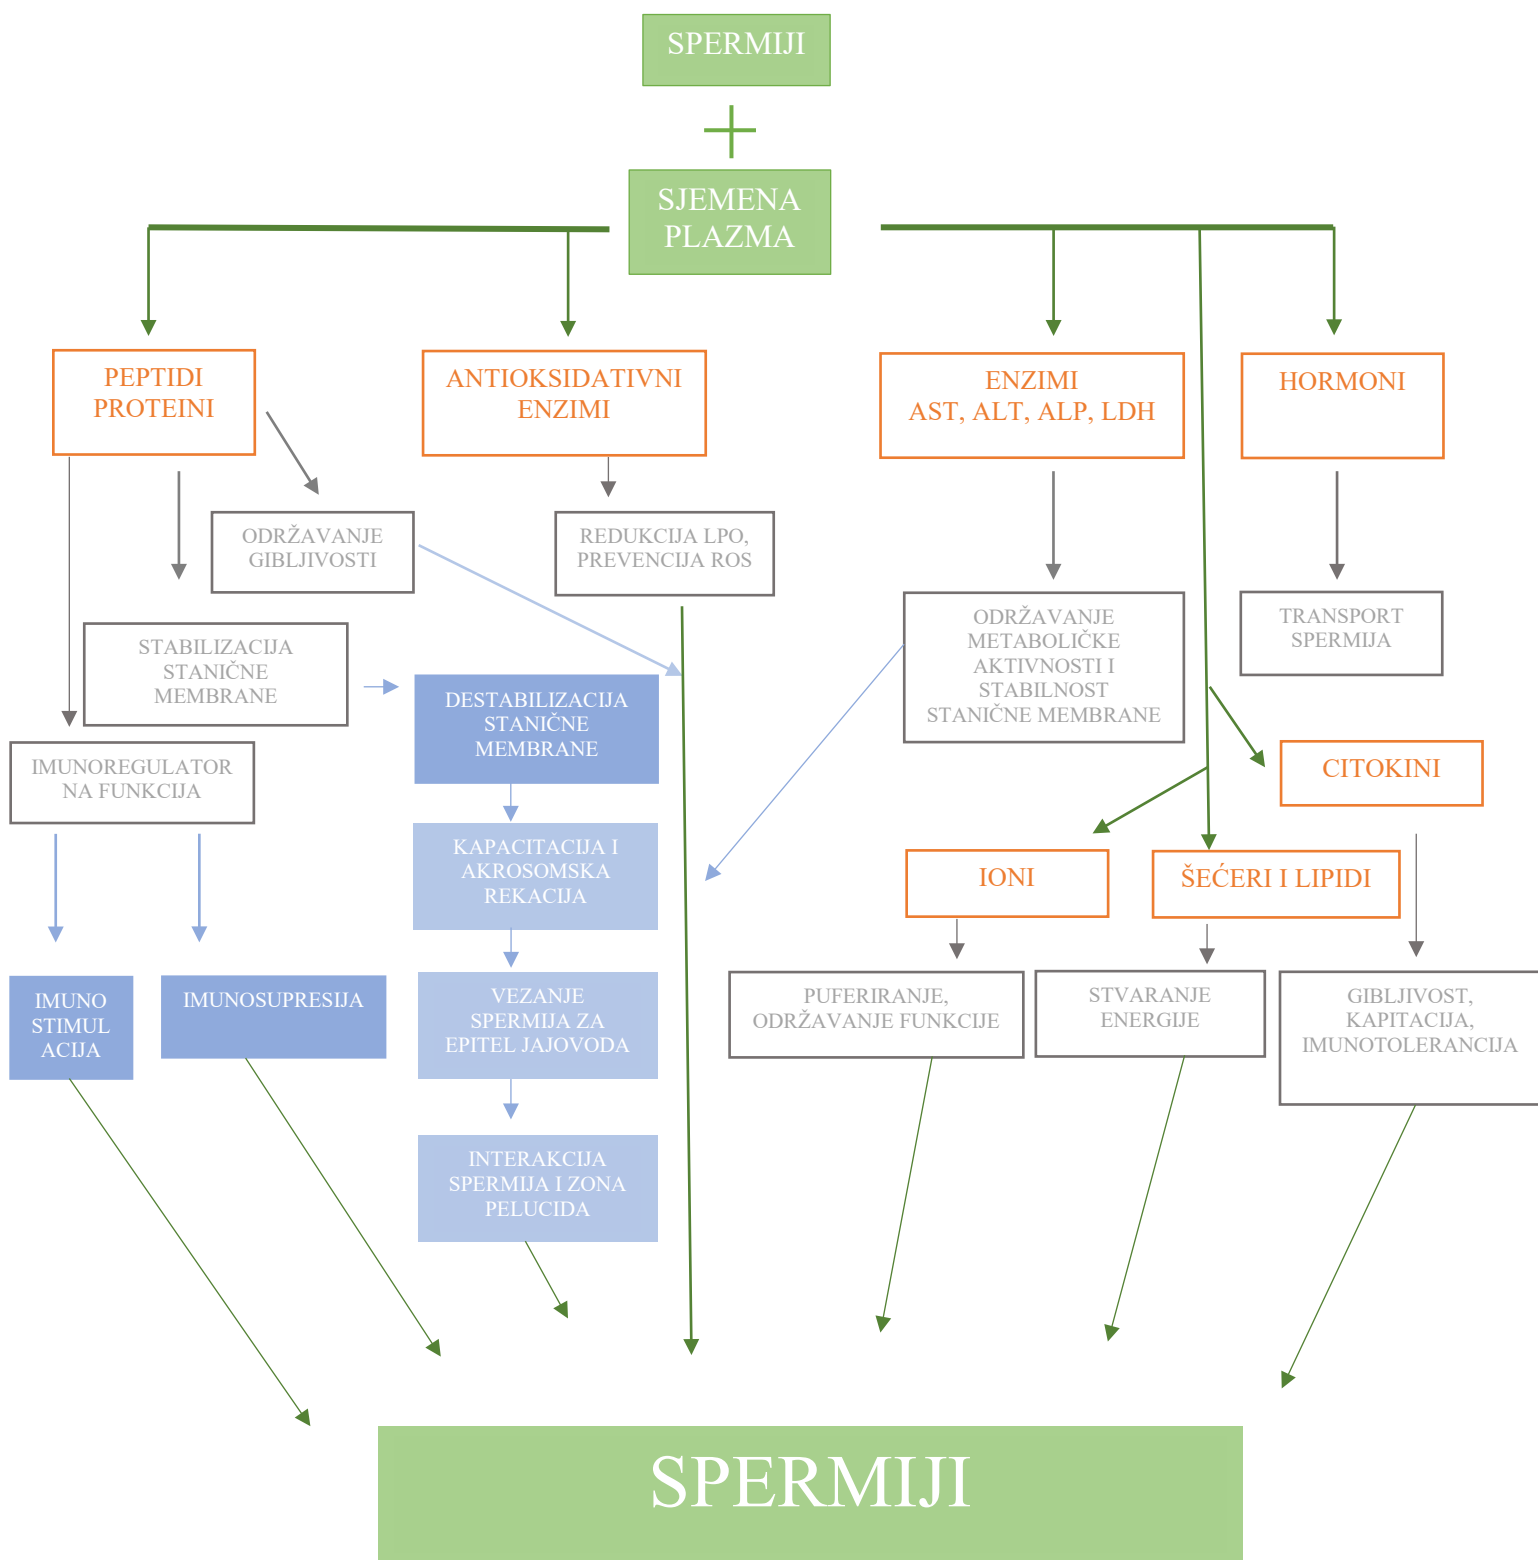 SPERMIJI
SJEMENA
PLAZMA
PEPTIDI
PROTEINI
ANTIOKSIDATIVNI
ENZIMI
ENZIMI
AST, ALT, ALP, LDH
HORMONI
ODRŽAVANJE
GIBLJIVOSTI
REDUKCIJA LPO,
PREVENCIJA ROS
ODRŽAVANJE
METABOLIČKE
AKTIVNOSTI I
STABILNOST
STANIČNE MEMBRANE
TRANSPORT
SPERMIJA
STABILIZACIJA
STANIČNE
MEMBRANE
DESTABILIZACIJA
STANIČNE
MEMBRANE
IMUNOREGULATOR
NA FUNKCIJA
CITOKINI
KAPACITACIJA I
AKROSOMSKA
REKACIJA
IONI
ŠEĆERI I LIPIDI
IMUNO
STIMUL
ACIJA
IMUNOSUPRESIJA
VEZANJE
SPERMIJA ZA
EPITEL JAJOVODA
PUFERIRANJE,
ODRŽAVANJE FUNKCIJE
STVARANJE
ENERGIJE
GIBLJIVOST,
KAPITACIJA,
IMUNOTOLERANCIJA
INTERAKCIJA
SPERMIJA I ZONA
PELUCIDA
SPERMIJI